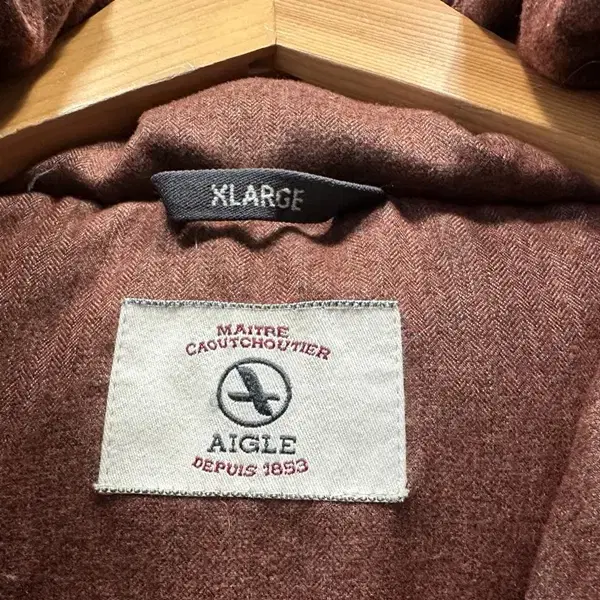 XLARGE
MAITRE
CAOUTCHOUTIER
AIGLE
DEPUIS 1853